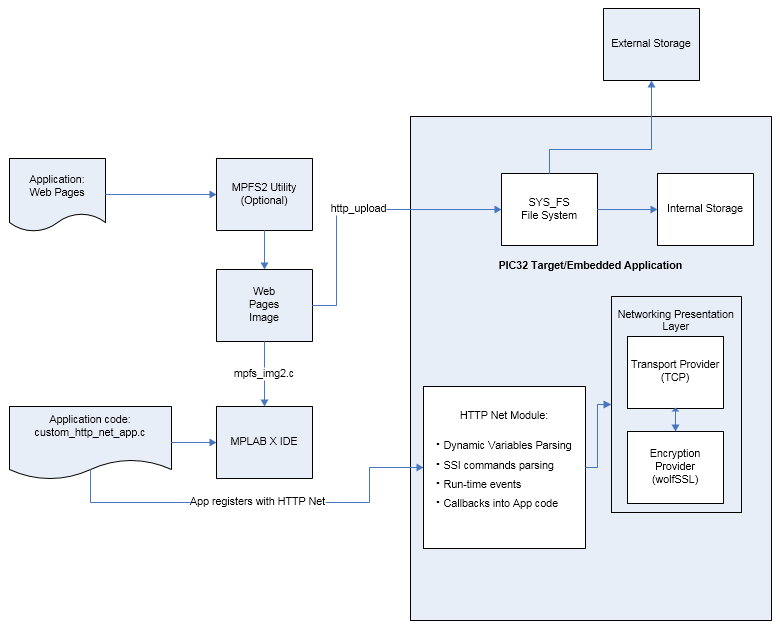 External Storage
Application:
Web Pages
MPFS2 Utility
(Optional)
http_upload
SYS_FS
File System
Internal Storage
PIC32 Target/Embedded Application
Web
Pages
Image
mpfs_img2.c
Networking Presentation
Layer
Transport Provider
(TCP)
Application code:
custom_http_net_app.c
MPLAB X IDE
HTTP Net Module:
• Dynamic Variables Parsing
• SSI commands parsing
• Run-time events
• Callbacks into App code
Encryption
Provider
(wolfSSL)
App registers with HTTP Net